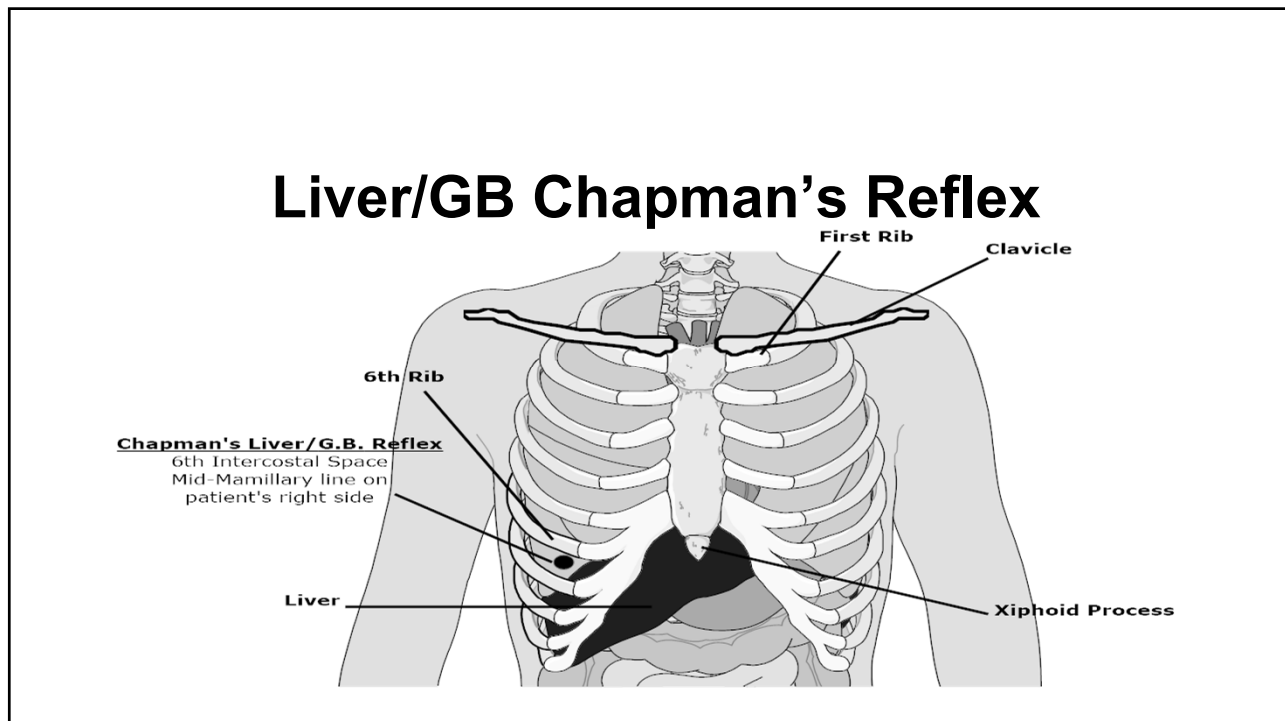 Liver/GB Chapman’s Reflex
First Rib
Clavicle
6th Rib
Chapman's Liver/G.B. Reflex
6th Intercostal Space
Mid-Mamillary line on
patient's right side
Liver
Xiphoid Process